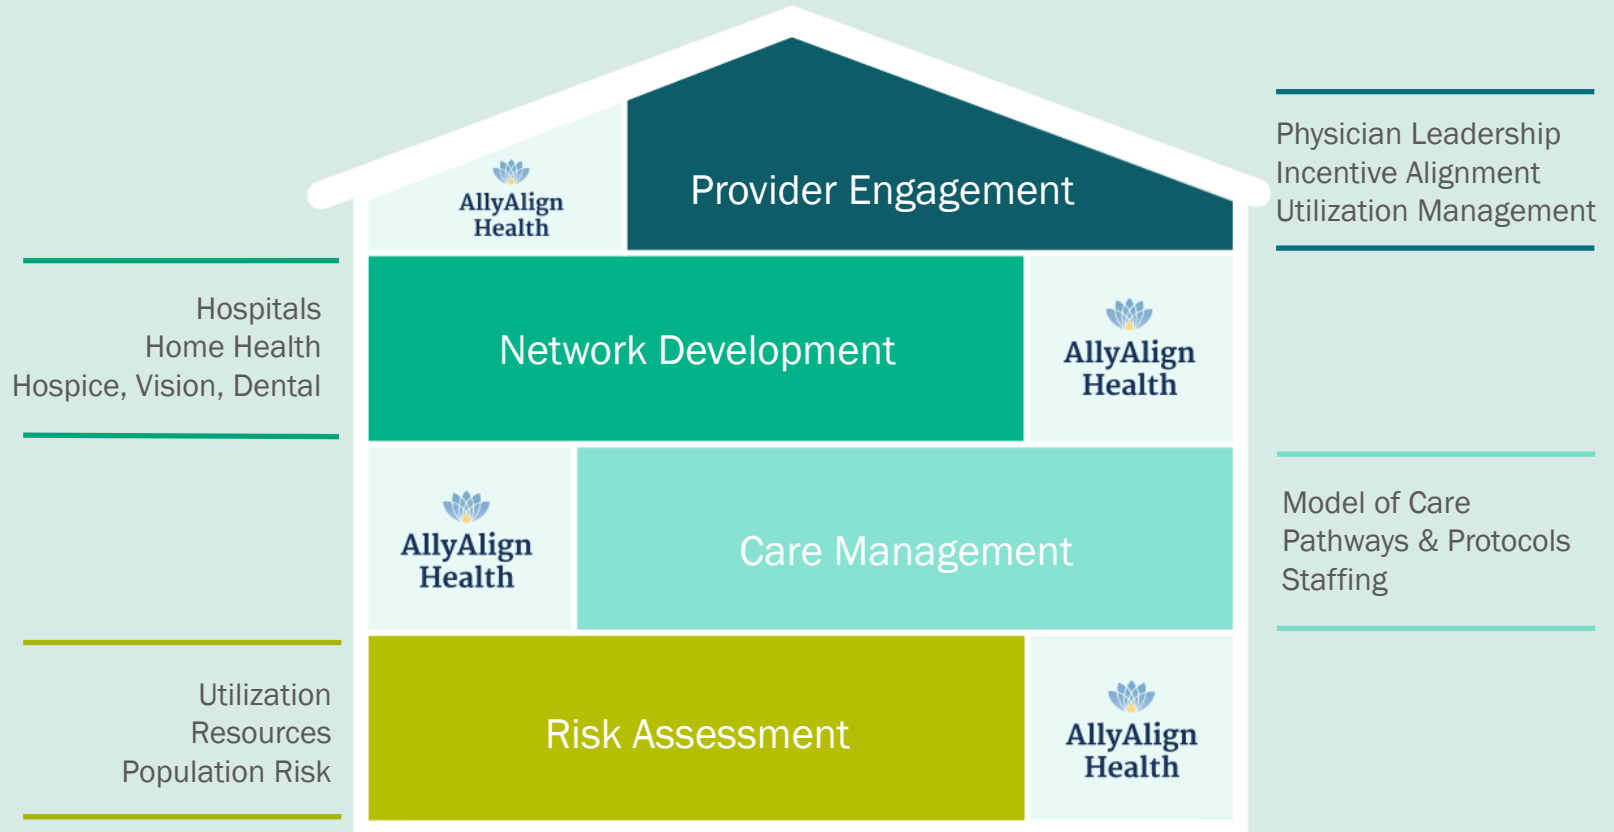 AllyAlign
Health
Provider Engagement
Physician Leadership
Incentive Alignment
Utilization Management
Hospitals
Home Health
Hospice, Vision, Dental
Network Development
AllyAlign
Health
AllyAlign
Health
Care Management
Model of Care
Pathways & Protocols
Staffing
Utilization
Resources
Population Risk
Risk Assessment
AllyAlign
Health